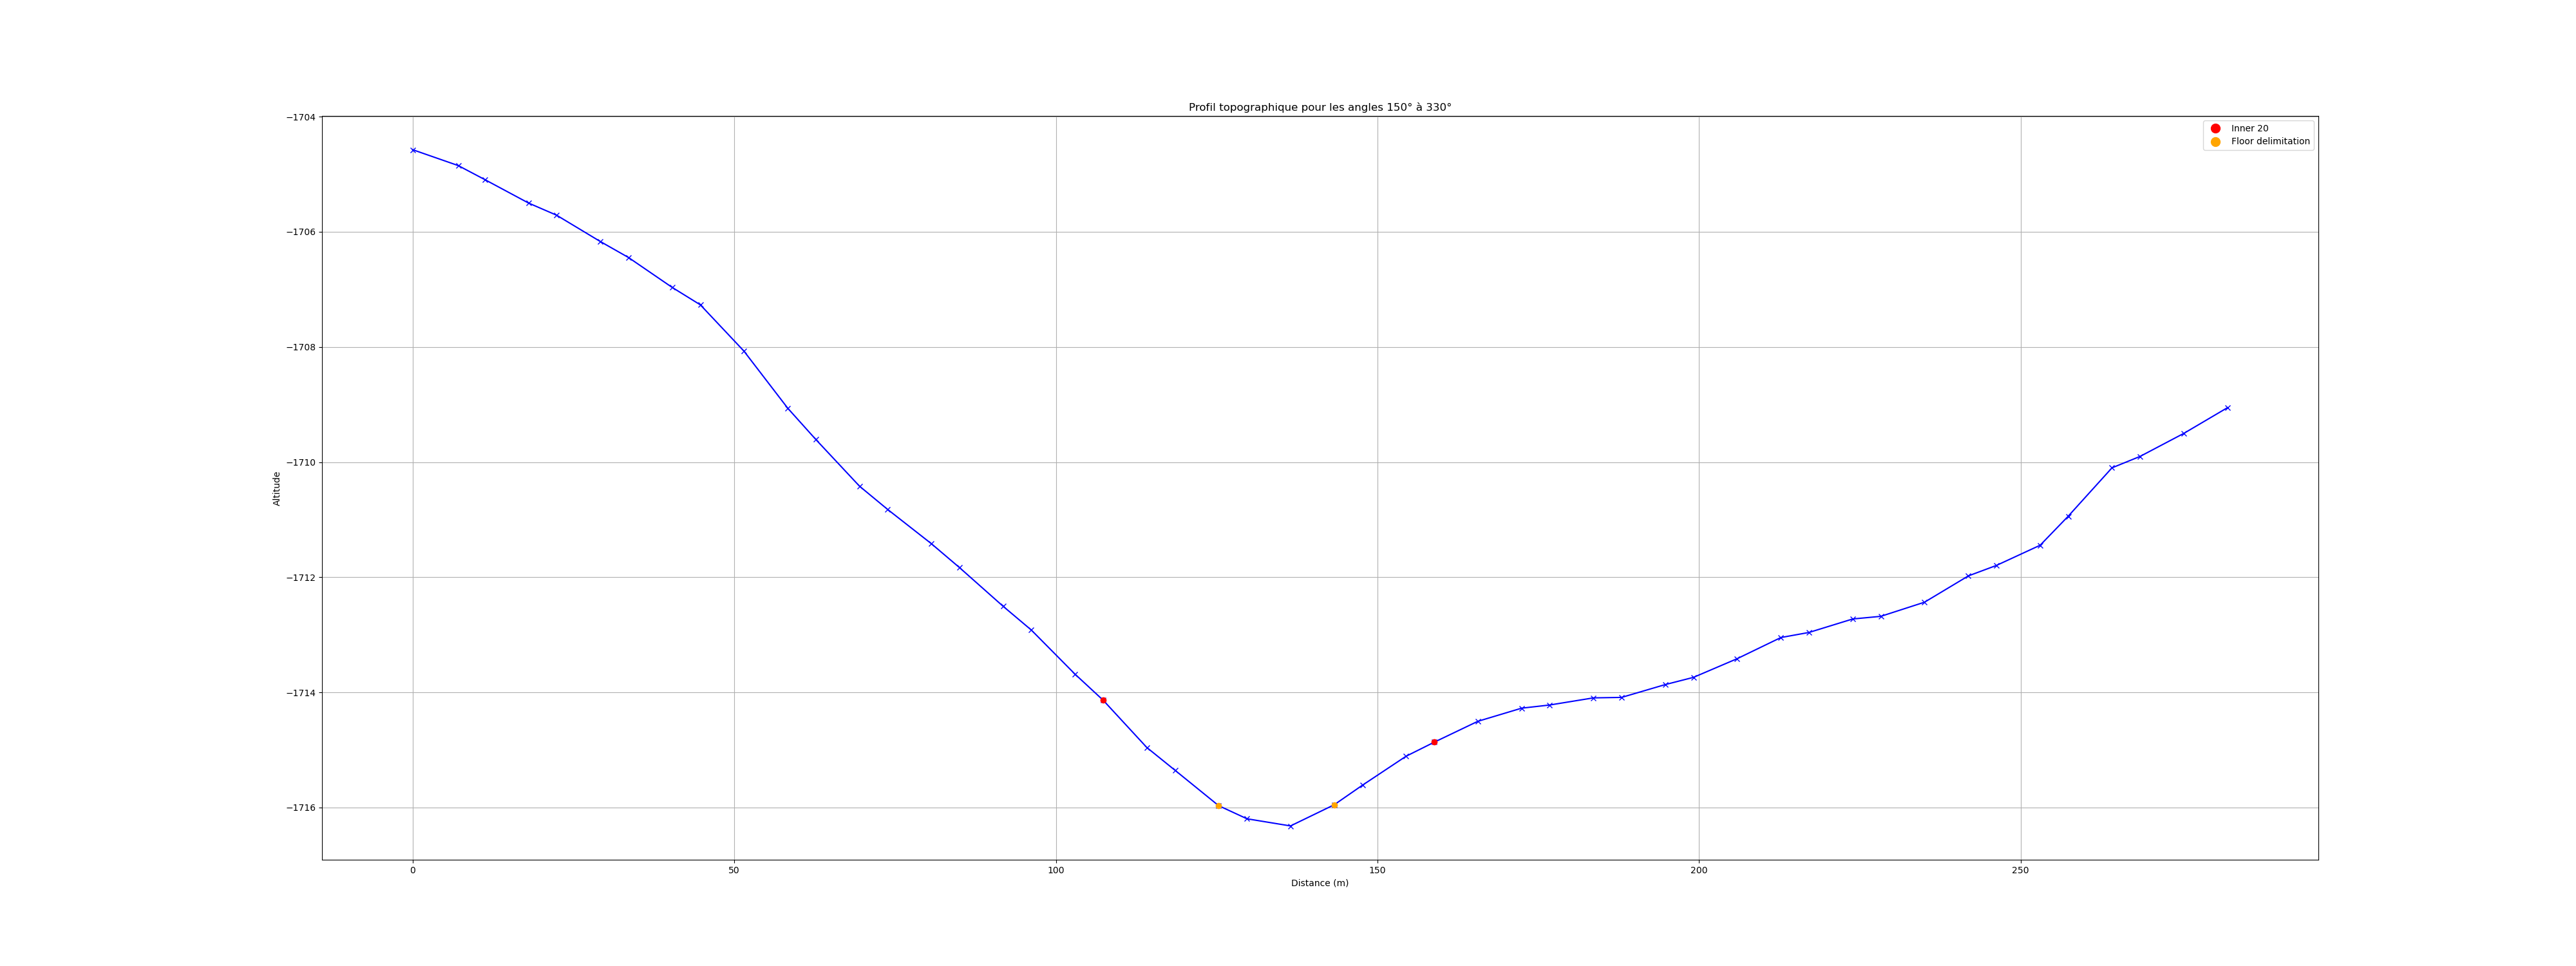 Profil topographique pour les angles 150° à 330°
Inner 20
Floor delimitation
Altitude
−1704
−1706
−1708
−1710
−1712
−1714
−1716
0 50 100 150 200 250
Distance (m)